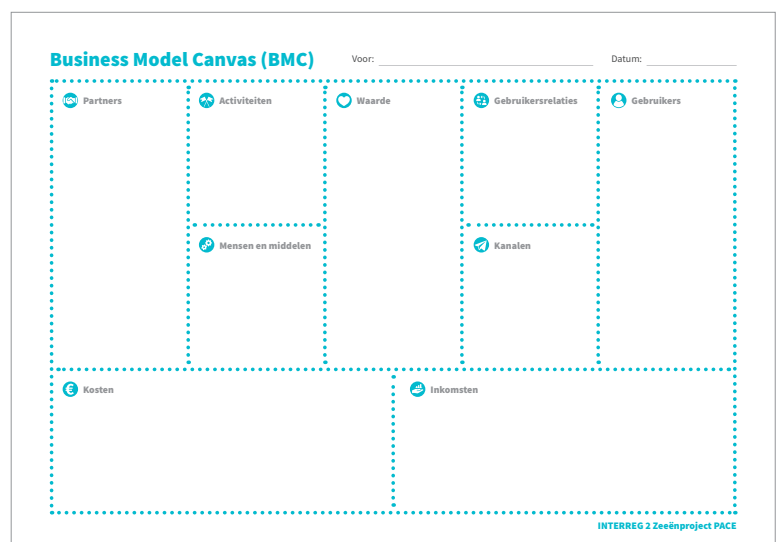 Business Model Canvas (BMC)
Voor:
Datum:
Partners
Activiteiten
Waarde
Gebruikersrelaties
Gebruikers
Mensen en middelen
Kanalen
Kosten
Inkomsten
INTERREG 2 Zeeënproject PACE